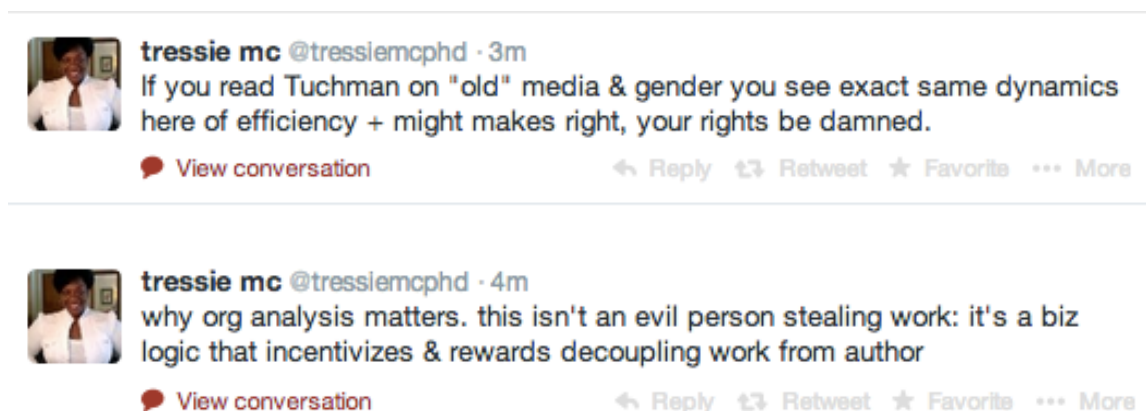 tressie mc @tressiemcphd · 3m
If you read Tuchman on "old" media & gender you see exact same dynamics
here of efficiency + might makes right, your rights be damned.
View conversation Reply Retweet Favorite More
tressie mc @tressiemcphd · 4m
why org analysis matters. this isn't an evil person stealing work: it's a biz
logic that incentivizes & rewards decoupling work from author
View conversation Reply Retweet Favorite More